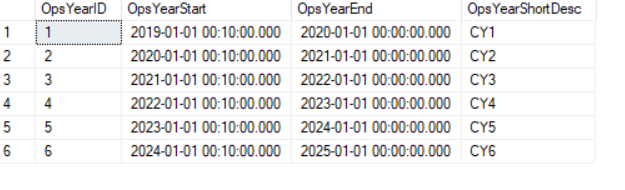 OpsYearID OpsYearStart OpsYearEnd OpsYearShortDesc
1 1 2019-01-01 00:10:00.000 2020-01-01 00:00:00.000 CY1
2 2 2020-01-01 00:10:00.000 2021-01-01 00:00:00.000 CY2
3 3 2021-01-01 00:10:00.000 2022-01-01 00:00:00.000 CY3
4 4 2022-01-01 00:10:00.000 2023-01-01 00:00:00.000 CY4
5 5 2023-01-01 00:10:00.000 2024-01-01 00:00:00.000 CY5
6 6 2024-01-01 00:10:00.000 2025-01-01 00:00:00.000 CY6